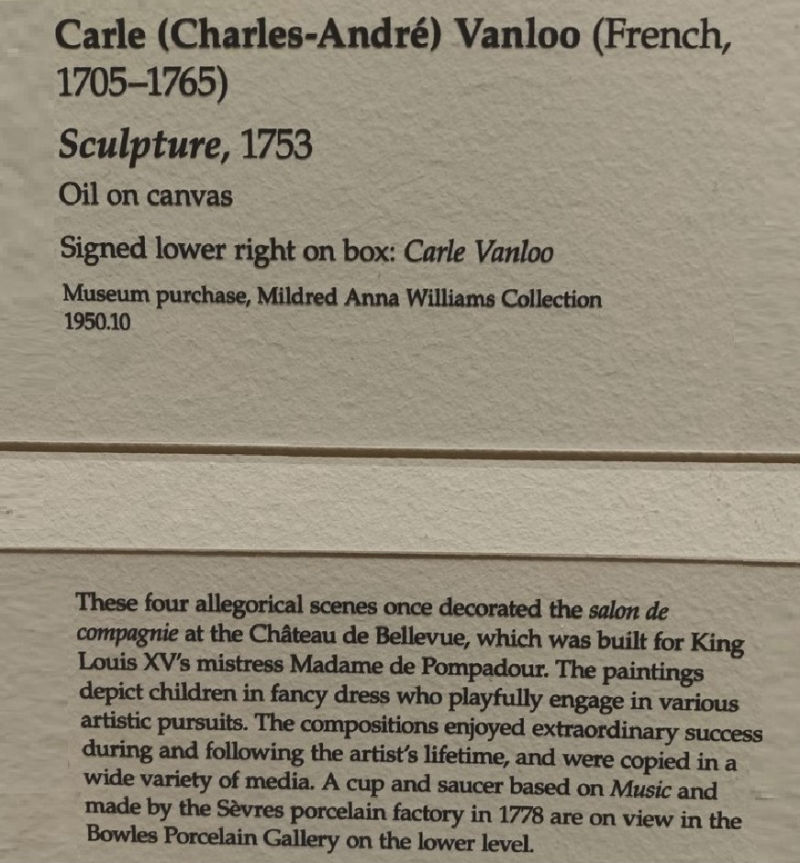 Carle (Charles-André) Vanloo (French,
1705–1765)
Sculpture, 1753
Oil on canvas
Signed lower right on box: Carle Vanloo
Museum purchase, Mildred Anna Williams Collection
1950.10
These four allegorical scenes once decorated the salon de
compagnie at the Château de Bellevue, which was built for King
Louis XV's mistress Madame de Pompadour. The paintings
depict children in fancy dress who playfully engage in various
artistic pursuits. The compositions enjoyed extraordinary success
during and following the artist's lifetime, and were copied in a
wide variety of media. A cup and saucer based on Music and
made by the Sèvres porcelain factory in 1778 are on view in the
Bowles Porcelain Gallery on the lower level.